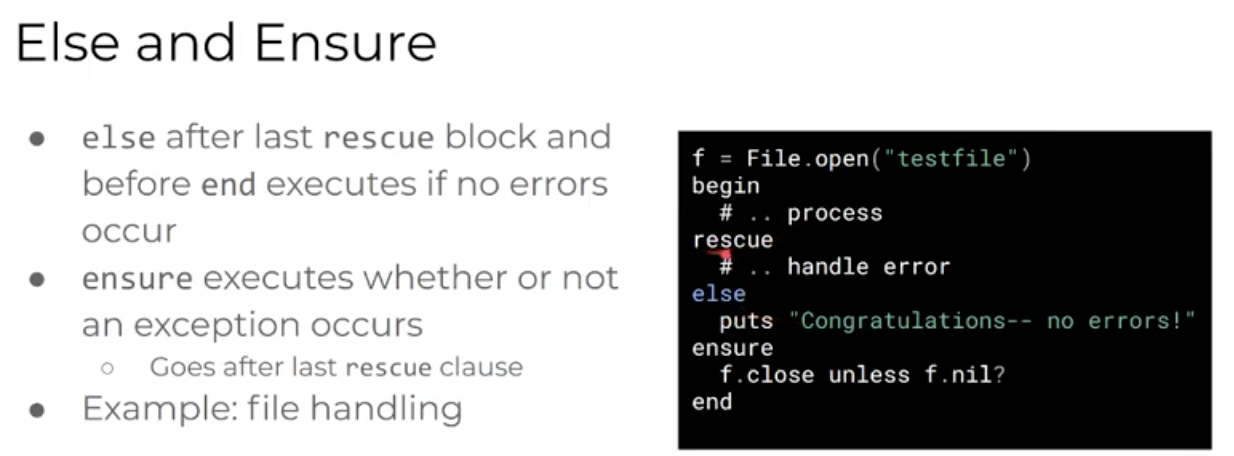 Else and Ensure
else after last rescue block and
before end executes if no errors
occur
ensure executes whether or not
an exception occurs
Goes after last rescue clause
Example: file handling
f = File.open("testfile")
begin
# .. process
rescue
# .. handle error
else
puts "Congratulations-- no errors!"
ensure
f.close unless f.nil?
end